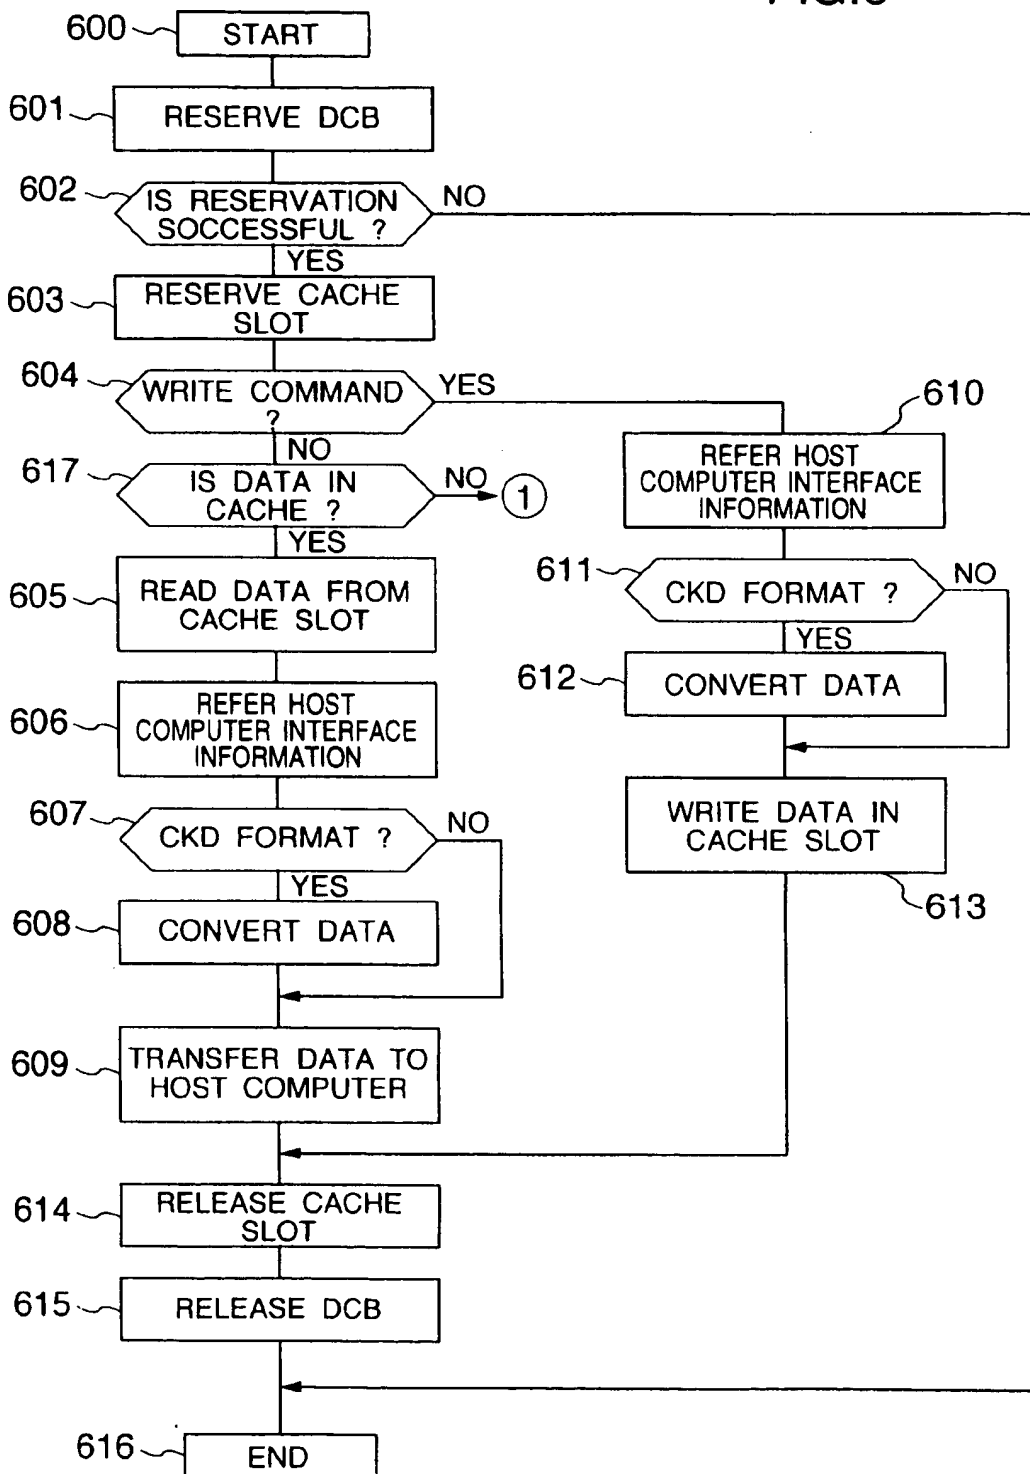 600
START
601
RESERVE DCB
602
IS RESERVATION
SOCCESSFUL ?
NO
YES
603
RESERVE CACHE
SLOT
604
WRITE COMMAND
?
YES
NO
617
IS DATA IN
CACHE ?
NO
1
YES
605
READ DATA FROM
CACHE SLOT
606
REFER HOST
COMPUTER INTERFACE
INFORMATION
607
CKD FORMAT ?
NO
YES
608
CONVERT DATA
609
TRANSFER DATA TO
HOST COMPUTER
610
REFER HOST
COMPUTER INTERFACE
INFORMATION
611
CKD FORMAT ?
NO
YES
612
CONVERT DATA
WRITE DATA IN
CACHE SLOT
613
614
RELEASE CACHE
SLOT
615
RELEASE DCB
616
END